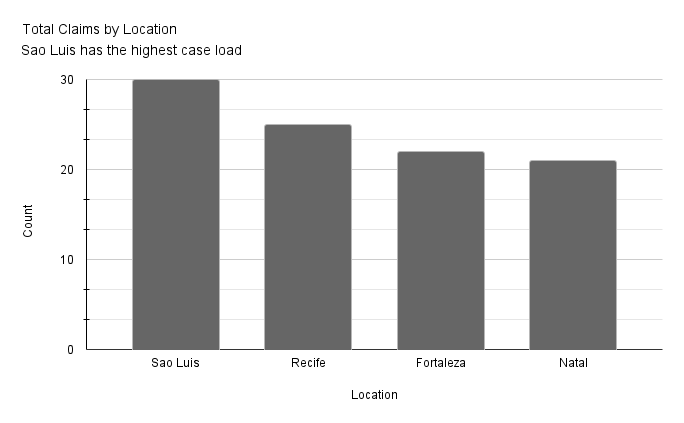 Total Claims by Location
Sao Luis has the highest case load
30
20
10
0
Count
Sao Luis
Recife
Fortaleza
Natal
Location